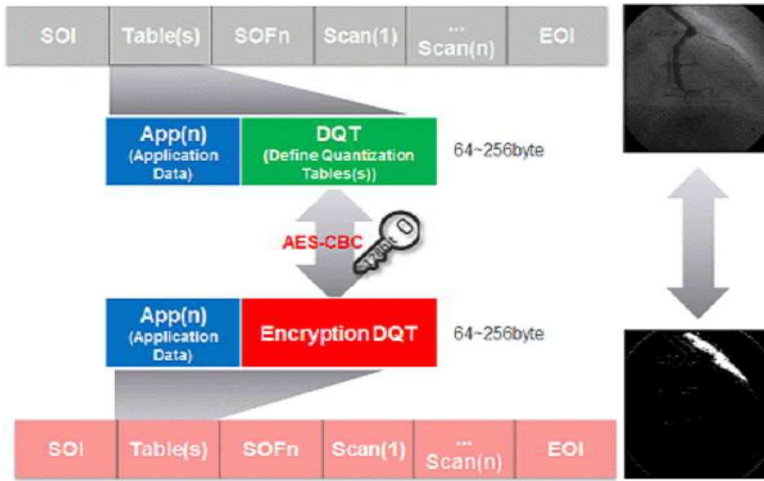 SOI Table(s) SOFn Scan(1) ... Scan(n) EOI
App(n)
(Application
Data)
DQT
(Define Quantization
Tables(s))
64~256byte
AES-CBC
128bit
App(n)
(Application
Data)
Encryption DQT
64~256byte
SOI Table(s) SOFn Scan(1) ... Scan(n) EOI